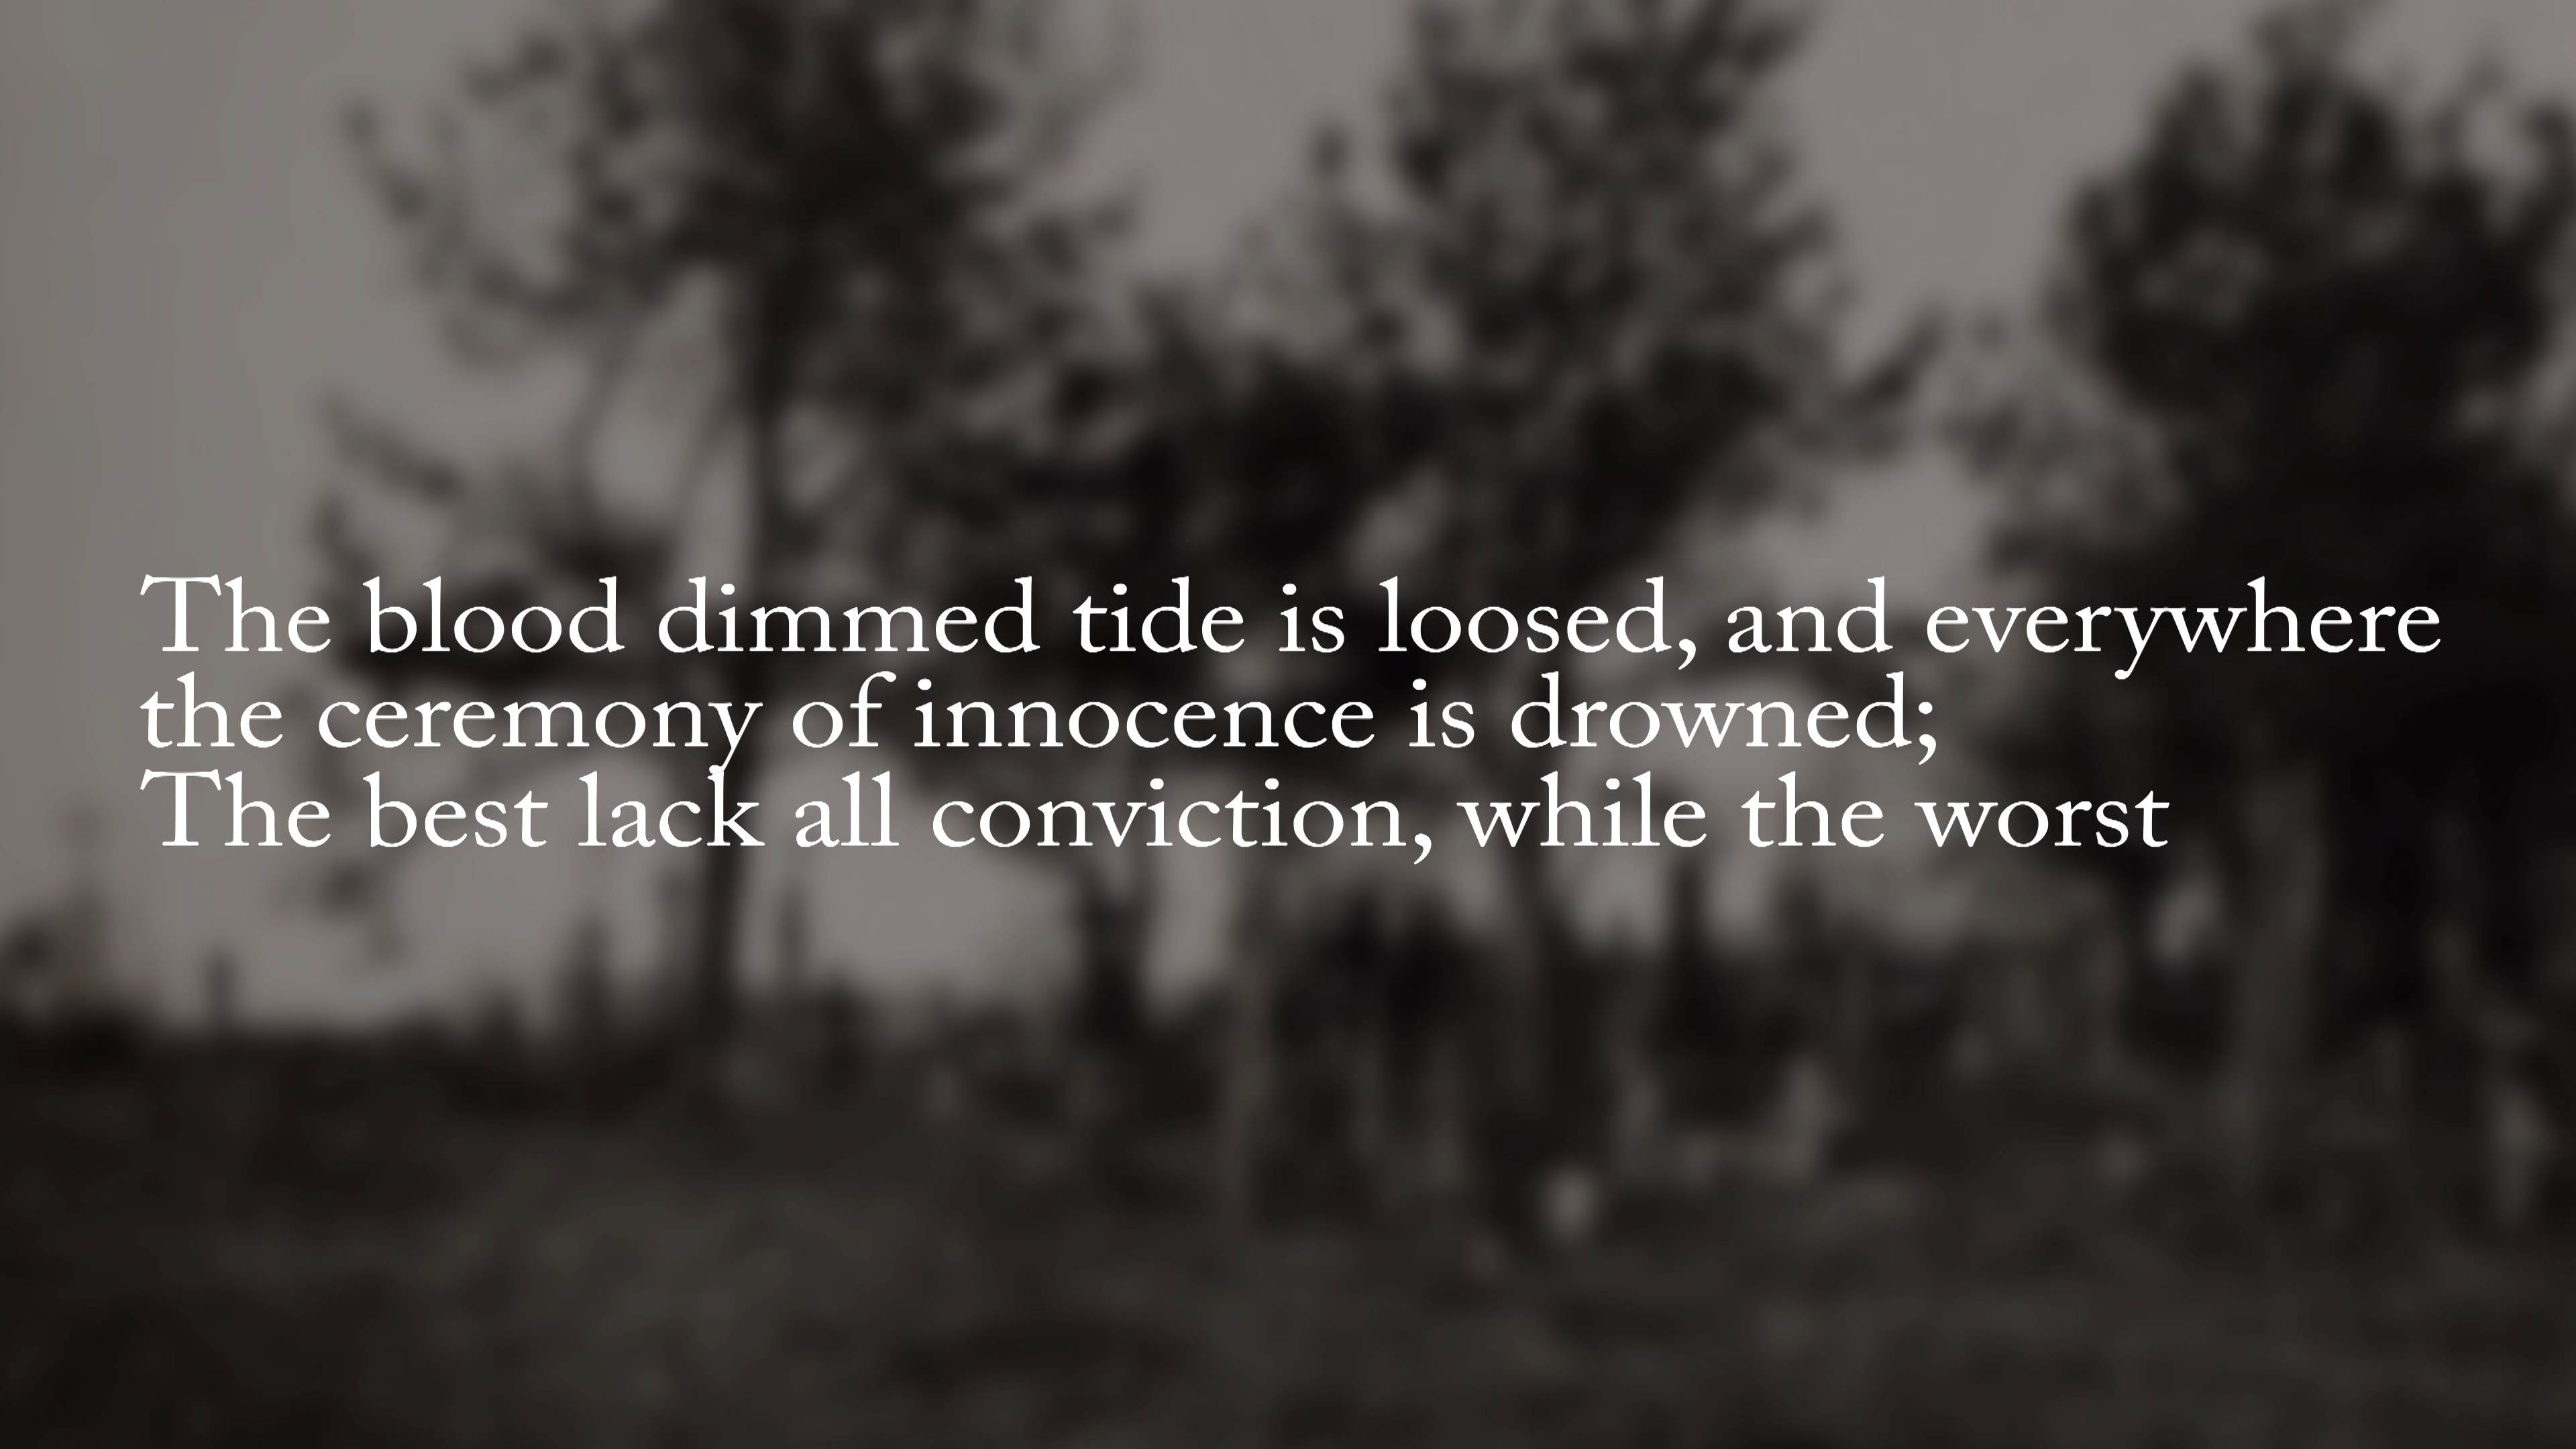 The blood dimmed tide is loosed, and everywhere
the ceremony of innocence is drowned;
The best lack all conviction, while the worst